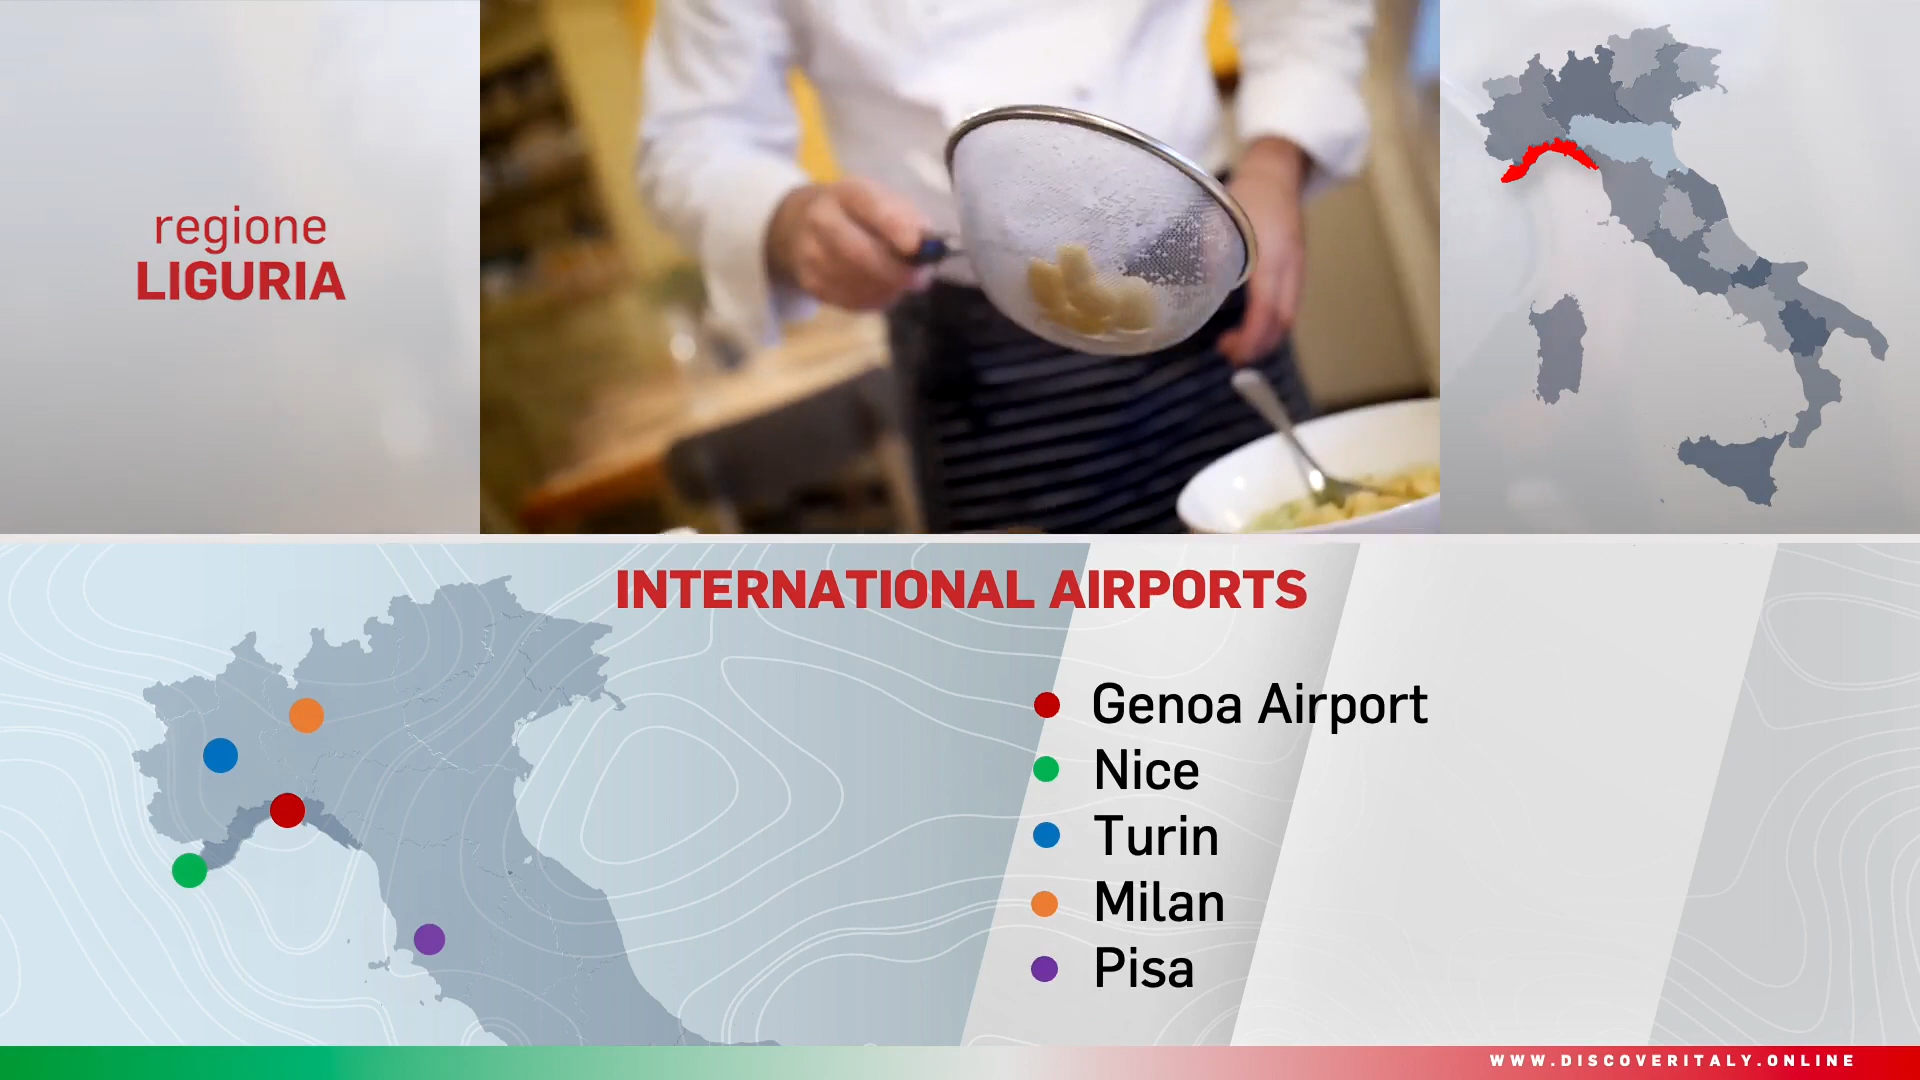 regione
LIGURIA
INTERNATIONAL AIRPORTS
Genoa Airport
Nice
Turin
Milan
Pisa
WWW.DISCOVERITALY.ONLINE